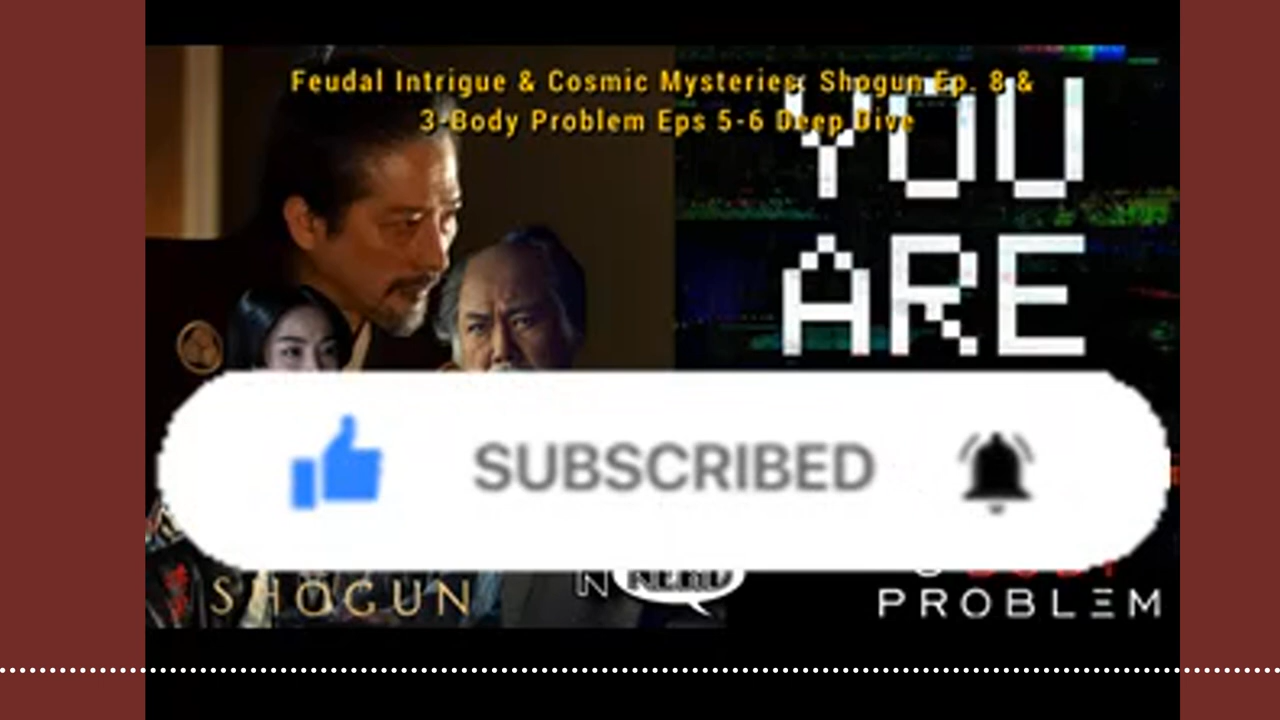 Feudal Intrigue & Cosmic Mysteries: Shogun Ep. 8 &
3-Body Problem Eps 5-6 Deep Dive
YOU
ARE
SUBSCRIBED
SHOGUN
NERD
PROBLEM